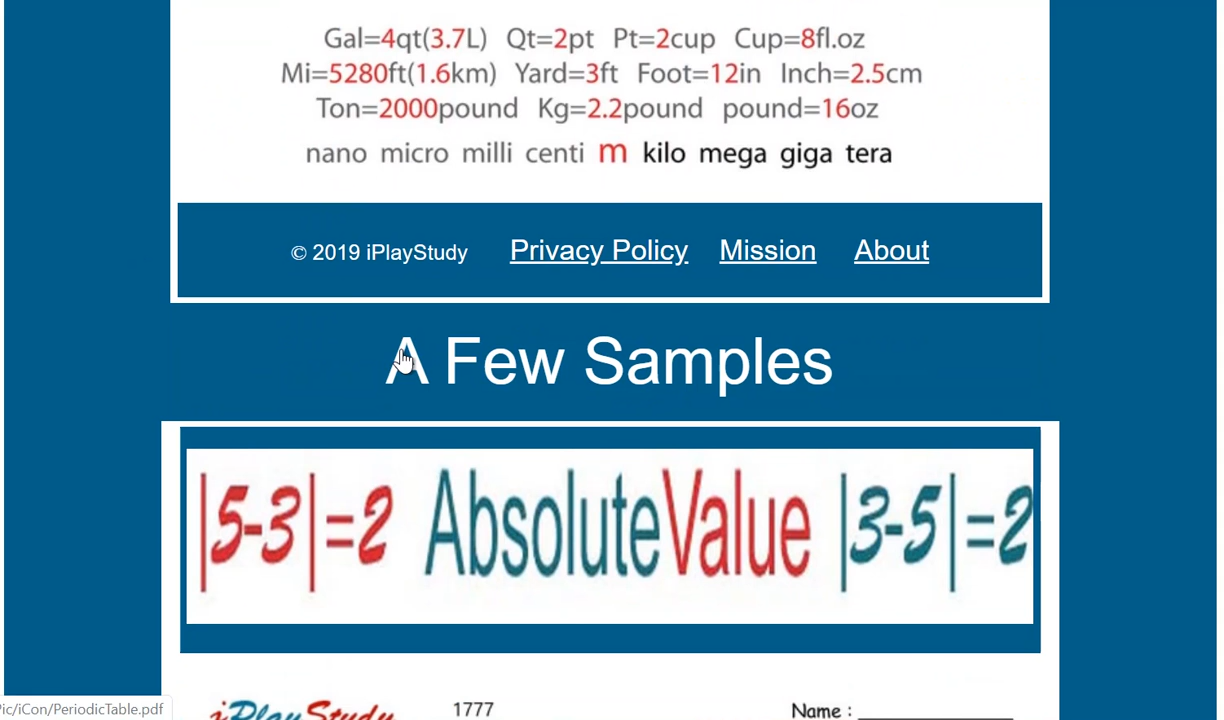 Gal=4qt(3.7L) Qt=2pt Pt=2cup Cup=8fl.oz
Mi=5280ft(1.6km) Yard=3ft Foot=12in Inch=2.5cm
Ton=2000pound Kg=2.2pound pound=16oz
nano micro milli centi m kilo mega giga tera
© 2019 iPlayStudy Privacy Policy Mission About
A Few Samples
|5-3|=2 AbsoluteValue |3-5|=2
iPlayStudy 1777 Name : ___________
Pic/iCon/PeriodicTable.pdf